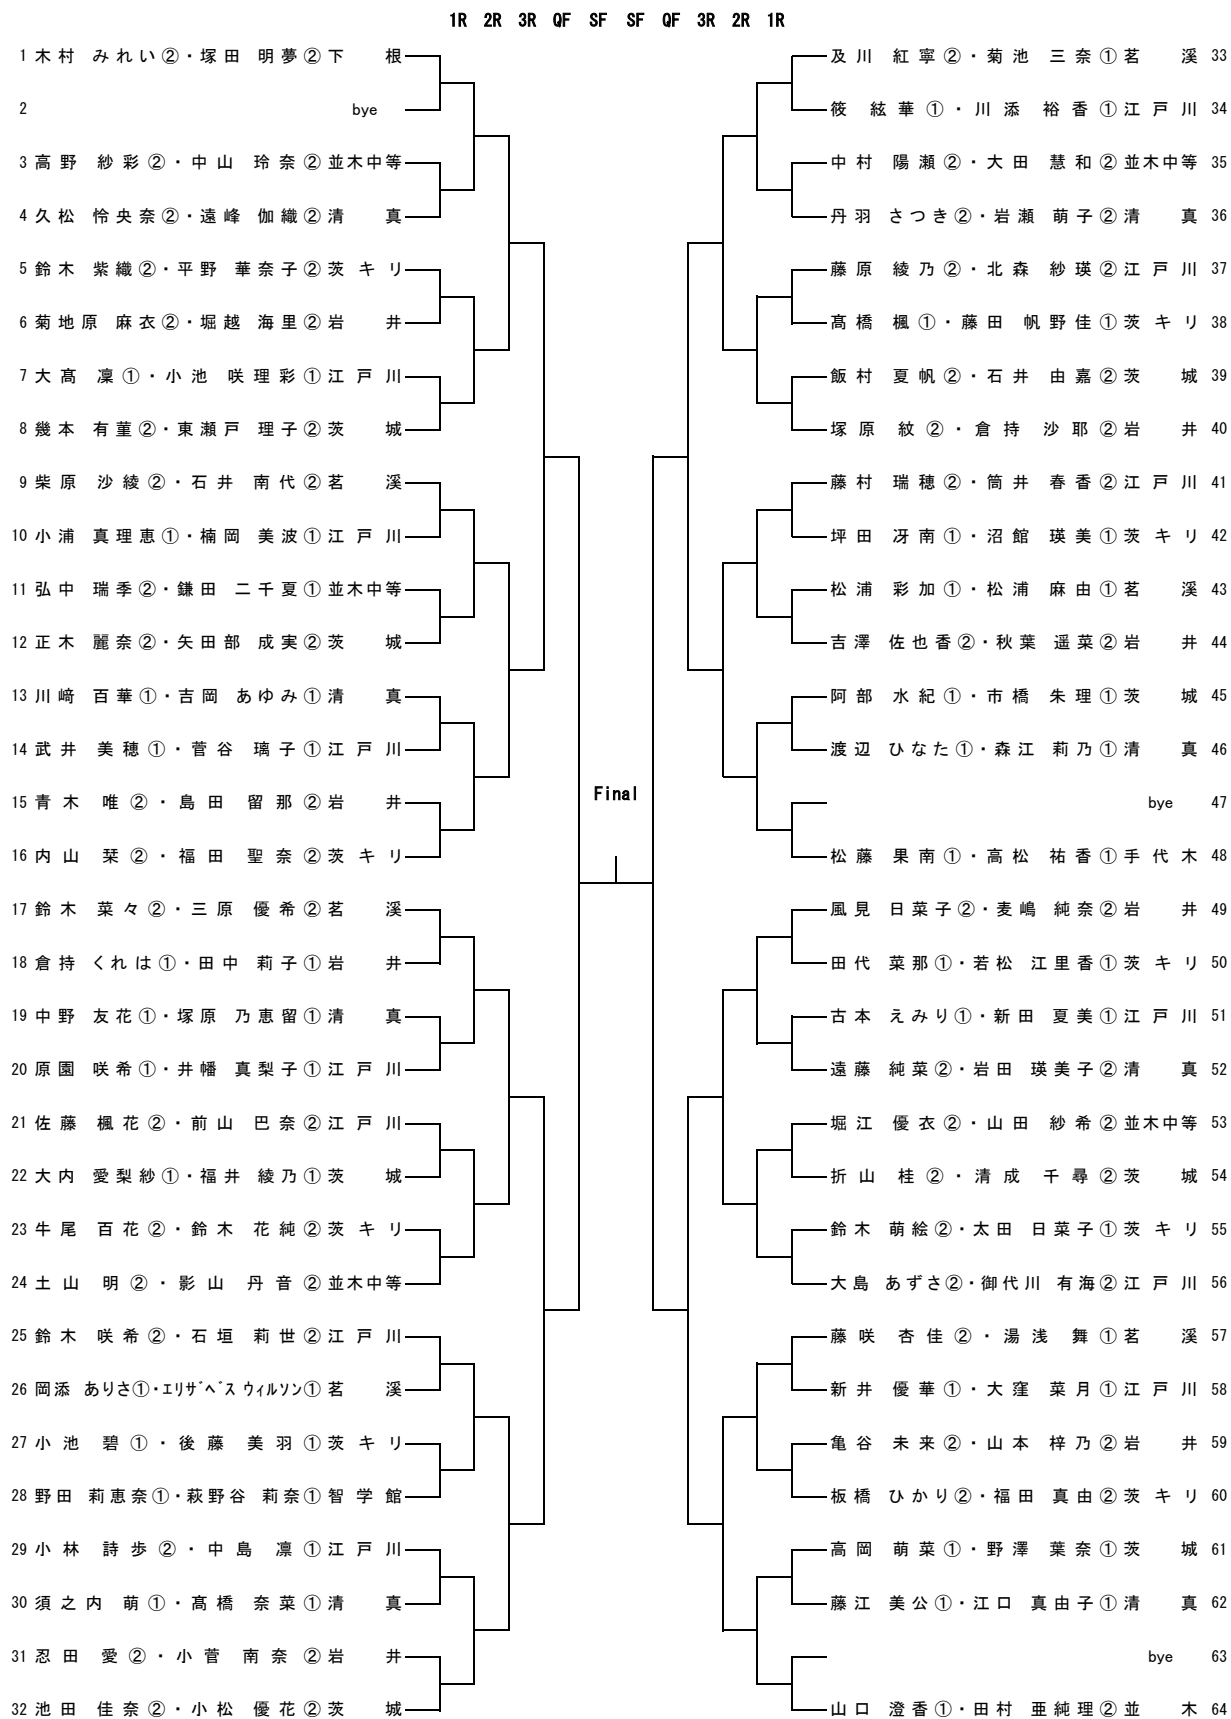 1R 2R 3R QF SF SF QF 3R 2R 1R
1 木村 みれい②・塚田 明夢② 下 根
2 bye
3 高野 紗彩②・中山 玲奈② 並木中等
4 久松 怜央奈②・遠峰 伽織② 清 真
5 鈴木 紫織②・平野 華奈子② 茨キリ
6 菊地原 麻衣②・堀越 海里② 岩 井
7 大髙 凜①・小池 咲理彩① 江戸川
8 幾本 有菫②・東瀬戸 理子② 茨 城
9 柴原 沙綾②・石井 南代② 茗 溪
10 小浦 真理恵①・楠岡 美波① 江戸川
11 弘中 瑞季②・鎌田 二千夏① 並木中等
12 正木 麗奈②・矢田部 成実② 茨 城
13 川﨑 百華①・吉岡 あゆみ① 清 真
14 武井 美穂①・菅谷 璃子① 江戸川
15 青木 唯②・島田 留那② 岩 井
16 内山 栞②・福田 聖奈② 茨キリ
17 鈴木 菜々②・三原 優希② 茗 溪
18 倉持 くれは①・田中 莉子① 岩 井
19 中野 友花①・塚原 乃恵留① 清 真
20 原園 咲希①・井幡 真梨子① 江戸川
21 佐藤 楓花②・前山 巴奈② 江戸川
22 大内 愛梨紗①・福井 綾乃① 茨 城
23 牛尾 百花②・鈴木 花純② 茨キリ
24 土山 明②・影山 丹音② 並木中等
25 鈴木 咲希②・石垣 莉世② 江戸川
26 岡添 ありさ①・エリザベス ウィルソン① 茗 溪
27 小池 碧①・後藤 美羽① 茨キリ
28 野田 莉恵奈①・萩野谷 莉奈① 智学館
29 小林 詩歩②・中島 凛① 江戸川
30 須之内 萌①・髙橋 奈菜① 清 真
31 忍田 愛②・小菅 南奈② 岩 井
32 池田 佳奈②・小松 優花② 茨 城
Final
及川 紅寧②・菊池 三奈① 茗 溪 33
筱 絃華①・川添 裕香① 江戸川 34
中村 陽瀬②・大田 慧和② 並木中等 35
丹羽 さつき②・岩瀬 萌子② 清 真 36
藤原 綾乃②・北森 紗瑛② 江戸川 37
髙橋 楓①・藤田 帆野佳① 茨キリ 38
飯村 夏帆②・石井 由嘉② 茨 城 39
塚原 紋②・倉持 沙耶② 岩 井 40
藤村 瑞穂②・筒井 春香② 江戸川 41
坪田 冴南①・沼館 瑛美① 茨キリ 42
松浦 彩加①・松浦 麻由① 茗 溪 43
吉澤 佐也香②・秋葉 遥菜② 岩 井 44
阿部 水紀①・市橋 朱理① 茨 城 45
渡辺 ひなた①・森江 莉乃① 清 真 46
bye 47
松藤 果南①・高松 祐香① 手代木 48
風見 日菜子②・麦嶋 純奈② 岩 井 49
田代 菜那①・若松 江里香① 茨キリ 50
古本 えみり①・新田 夏美① 江戸川 51
遠藤 純菜②・岩田 瑛美子② 清 真 52
堀江 優衣②・山田 紗希② 並木中等 53
折山 桂②・清成 千尋② 茨 城 54
鈴木 萌絵②・太田 日菜子① 茨キリ 55
大島 あずさ②・御代川 有海② 江戸川 56
藤咲 杏佳②・湯浅 舞① 茗 溪 57
新井 優華①・大窪 菜月① 江戸川 58
亀谷 未来②・山本 梓乃② 岩 井 59
板橋 ひかり②・福田 真由② 茨キリ 60
高岡 萌菜①・野澤 葉奈① 茨 城 61
藤江 美公①・江口 真由子① 清 真 62
bye 63
山口 澄香①・田村 亜純理② 並 木 64